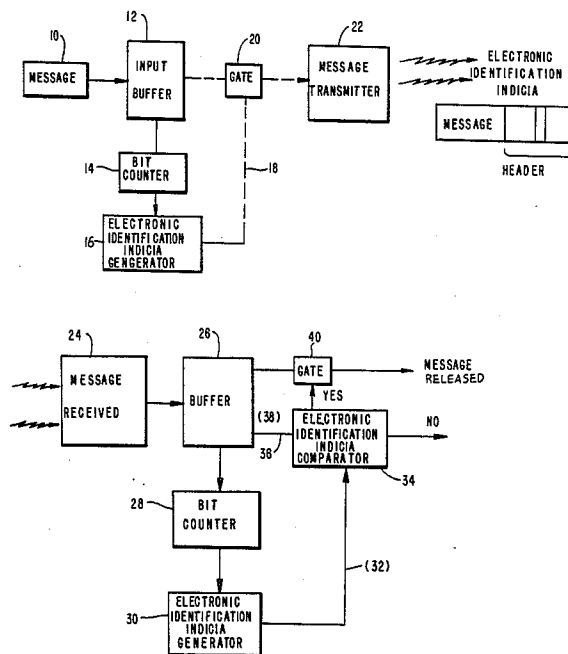 10
MESSAGE
12
INPUT
BUFFER
20
GATE
22
MESSAGE
TRANSMITTER
ELECTRONIC
IDENTIFICATION
INDICIA
MESSAGE
HEADER
14
BIT
COUNTER
18
16
ELECTRONIC
IDENTIFICATION
INDICIA
GENGERATOR
24
MESSAGE
RECEIVED
26
BUFFER
40
GATE
MESSAGE
RELEASED
YES
(38)
36
ELECTRONIC
IDENTIFICATION
INDICIA
COMPARATOR
NO
34
28
BIT
COUNTER
(32)
30
ELECTRONIC
IDENTIFICATION
INDICIA
GENERATOR